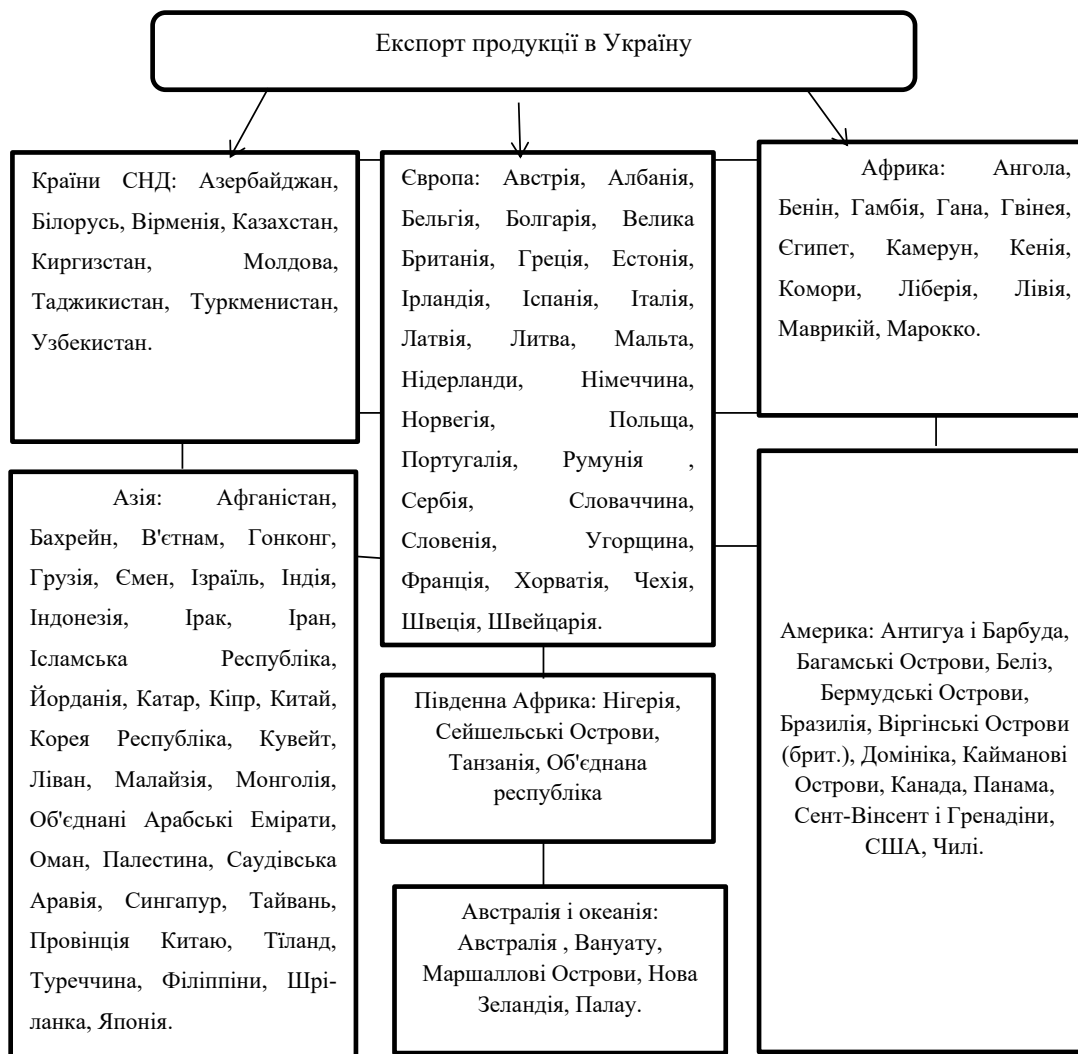 Експорт продукції в Україну
Країни СНД: Азербайджан,
Білорусь, Вірменія, Казахстан,
Киргизстан, Молдова,
Таджикистан, Туркменистан,
Узбекистан.
Європа: Австрія, Албанія,
Бельгія, Болгарія, Велика
Британія, Греція, Естонія,
Ірландія, Іспанія, Італія,
Латвія, Литва, Мальта,
Нідерланди, Німеччина,
Норвегія, Польща,
Португалія, Румунія ,
Сербія, Словаччина,
Словенія, Угорщина,
Франція, Хорватія, Чехія,
Швеція, Швейцарія.
Африка: Ангола,
Бенін, Гамбія, Гана, Гвінея,
Єгипет, Камерун, Кенія,
Комори, Ліберія, Лівія,
Маврикій, Марокко.
Азія: Афганістан,
Бахрейн, В'єтнам, Гонконг,
Грузія, Ємен, Ізраїль, Індія,
Індонезія, Ірак, Іран,
Ісламська Республіка,
Йорданія, Катар, Кіпр, Китай,
Корея Республіка, Кувейт,
Ліван, Малайзія, Монголія,
Об'єднані Арабські Емірати,
Оман, Палестина, Саудівська
Аравія, Сингапур, Тайвань,
Провінція Китаю, Тїланд,
Туреччина, Філіппіни, Шрі-
ланка, Японія.
Південна Африка: Нігерія,
Сейшельські Острови,
Танзанія, Об'єднана
республіка
Австралія і океанія:
Австралія , Вануату,
Маршаллові Острови, Нова
Зеландія, Палау.
Америка: Антигуа і Барбуда,
Багамські Острови, Беліз,
Бермудські Острови,
Бразилія, Віргінські Острови
(брит.), Домініка, Кайманові
Острови, Канада, Панама,
Сент-Вінсент і Гренадіни,
США, Чилі.